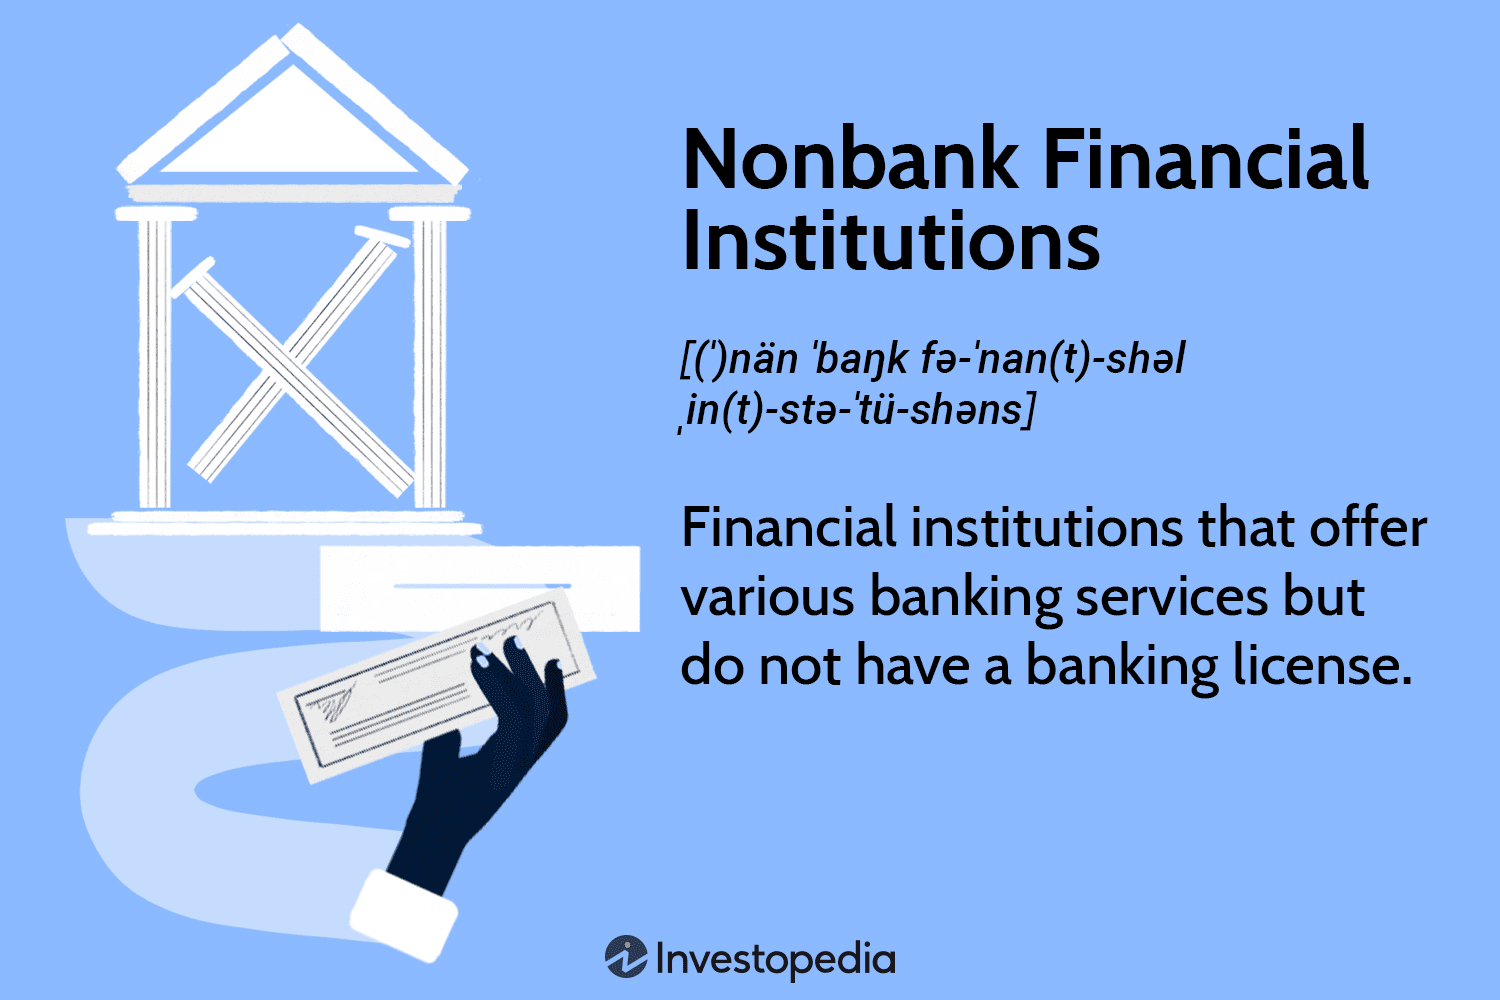 Nonbank Financial
Institutions
[(ˈ)nän ˈbaŋk fə-ˈnan(t)-shəl
ˌin(t)-stə-ˈtü-shəns]
Financial institutions that offer
various banking services but
do not have a banking license.
Investopedia